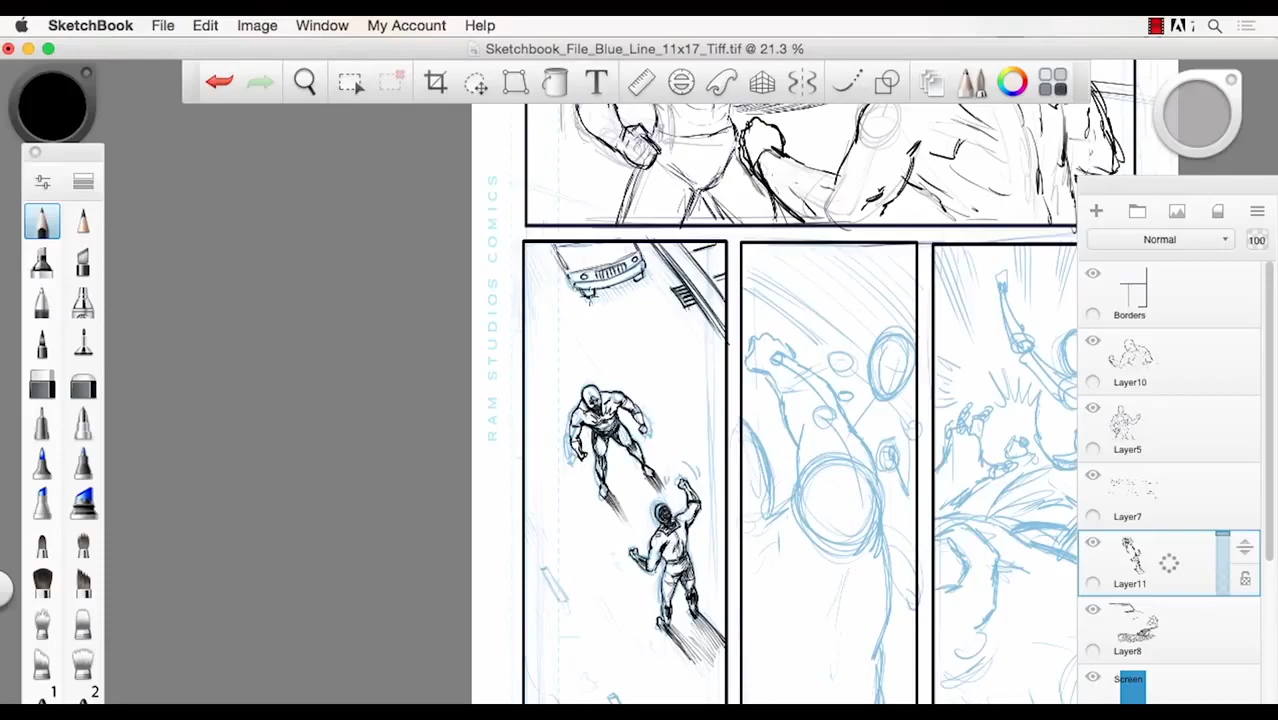 SketchBook File Edit Image Window My Account Help
Sketchbook_File_Blue_Line_11x17_Tiff.tif @ 21.3 %
T
Normal 100
RAM STUDIOS COMICS
Borders
Layer10
Layer5
Layer7
Layer11
Layer8
Screen
1 2